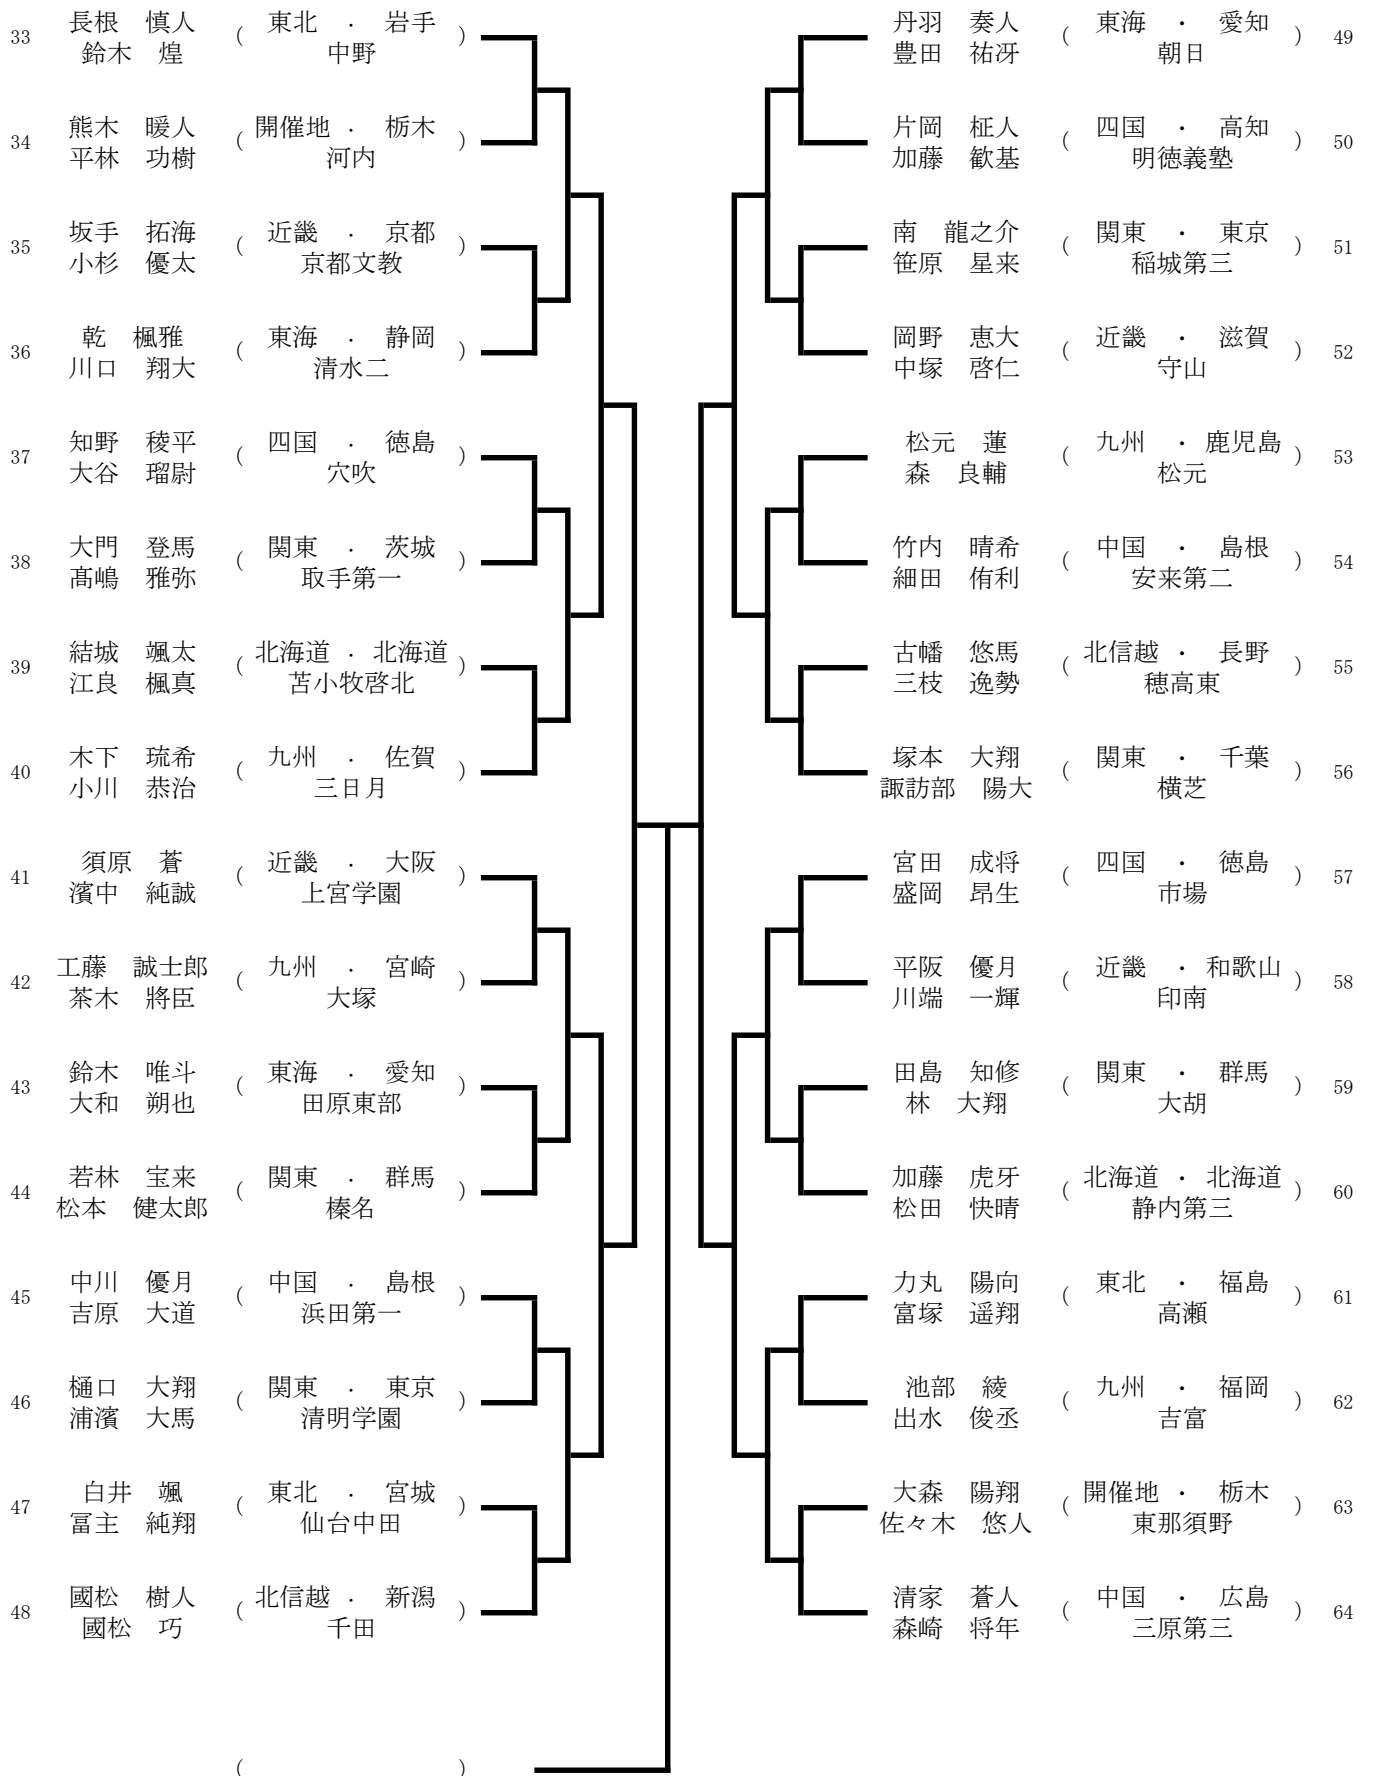 長根　慎人 ( 東北 ・ 岩手 )
33 鈴木　煌 中野
熊木　暖人 ( 開催地 ・ 栃木 )
34 平林　功樹 河内
坂手　拓海 ( 近畿 ・ 京都 )
35 小杉　優太 京都文教
乾　楓雅 ( 東海 ・ 静岡 )
36 川口　翔大 清水二
知野　稜平 ( 四国 ・ 徳島 )
37 大谷　瑠尉 穴吹
大門　登馬 ( 関東 ・ 茨城 )
38 髙嶋　雅弥 取手第一
結城　颯太 ( 北海道 ・ 北海道 )
39 江良　楓真 苫小牧啓北
木下　琉希 ( 九州 ・ 佐賀 )
40 小川　恭治 三日月
須原　蒼 ( 近畿 ・ 大阪 )
41 濱中　純誠 上宮学園
工藤　誠士郎 ( 九州 ・ 宮崎 )
42 茶木　將臣 大塚
鈴木　唯斗 ( 東海 ・ 愛知 )
43 大和　朔也 田原東部
若林　宝来 ( 関東 ・ 群馬 )
44 松本　健太郎 榛名
中川　優月 ( 中国 ・ 島根 )
45 吉原　大道 浜田第一
樋口　大翔 ( 関東 ・ 東京 )
46 浦濱　大馬 清明学園
白井　颯 ( 東北 ・ 宮城 )
47 冨主　純翔 仙台中田
國松　樹人 ( 北信越 ・ 新潟 )
48 國松　巧 千田
( )
丹羽　奏人 ( 東海 ・ 愛知 )
豊田　祐冴 朝日 49
片岡　柾人 ( 四国 ・ 高知 )
加藤　歓基 明徳義塾 50
南　龍之介 ( 関東 ・ 東京 )
笹原　星来 稲城第三 51
岡野　恵大 ( 近畿 ・ 滋賀 )
中塚　啓仁 守山 52
松元　蓮 ( 九州 ・ 鹿児島 )
森　良輔 松元 53
竹内　晴希 ( 中国 ・ 島根 )
細田　侑利 安来第二 54
古幡　悠馬 ( 北信越 ・ 長野 )
三枝　逸勢 穂高東 55
塚本　大翔 ( 関東 ・ 千葉 )
諏訪部　陽大 横芝 56
宮田　成将 ( 四国 ・ 徳島 )
盛岡　昂生 市場 57
平阪　優月 ( 近畿 ・ 和歌山 )
川端　一輝 印南 58
田島　知修 ( 関東 ・ 群馬 )
林　大翔 大胡 59
加藤　虎牙 ( 北海道 ・ 北海道 )
松田　快晴 静内第三 60
力丸　陽向 ( 東北 ・ 福島 )
富塚　遥翔 高瀬 61
池部　綾 ( 九州 ・ 福岡 )
出水　俊丞 吉富 62
大森　陽翔 ( 開催地 ・ 栃木 )
佐々木　悠人 東那須野 63
清家　蒼人 ( 中国 ・ 広島 )
森崎　将年 三原第三 64